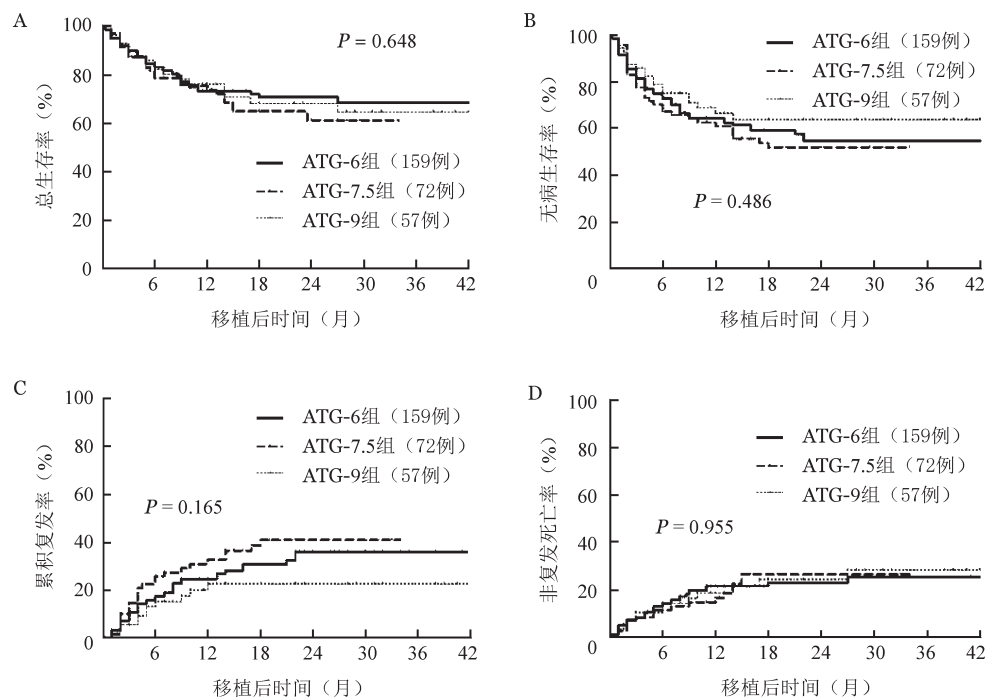 A
100
80
60
40
20
0
总生存率（%）
P = 0.648
ATG-6组（159例）
ATG-7.5组（72例）
ATG-9组（57例）
6 12 18 24 30 36 42
移植后时间（月）
B
100
80
60
40
20
0
无病生存率（%）
ATG-6组（159例）
ATG-7.5组（72例）
ATG-9组（57例）
P = 0.486
6 12 18 24 30 36 42
移植后时间（月）
C
100
80
60
40
20
0
累积复发率（%）
ATG-6组（159例）
ATG-7.5组（72例）
ATG-9组（57例）
P = 0.165
6 12 18 24 30 36 42
移植后时间（月）
D
100
80
60
40
20
0
非复发死亡率（%）
ATG-6组（159例）
ATG-7.5组（72例）
ATG-9组（57例）
P = 0.955
6 12 18 24 30 36 42
移植后时间（月）